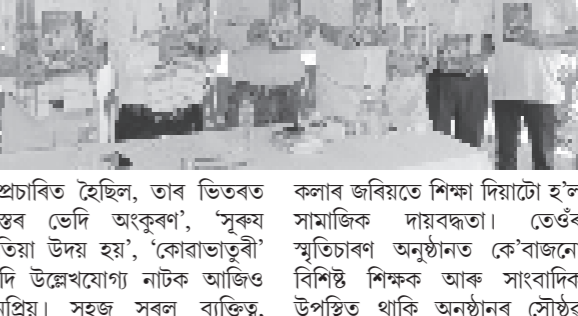 প্ৰচাৰিত হৈছিল, তাৰ ভিতৰত
স্তৰ ভেদি অংকুৰণ’, ‘সূৰুয
তিয়া উদয় হয়’, ‘কোৱাভাতুৰী’
দি উল্লেখযোগ্য নাটক আজিও
নপ্ৰিয়। সহজ সৰল ব্যক্তিত্ব,
কলাৰ জৰিয়তে শিক্ষা দিয়াটো হ’ল
সামাজিক দায়বদ্ধতা। তেওঁৰ
স্মৃতিচাৰণ অনুষ্ঠানত কে’বাজনো
বিশিষ্ট শিক্ষক আৰু সাংবাদিক
উপস্থিত থাকি অনুষ্ঠানৰ সৌষ্ঠৱ